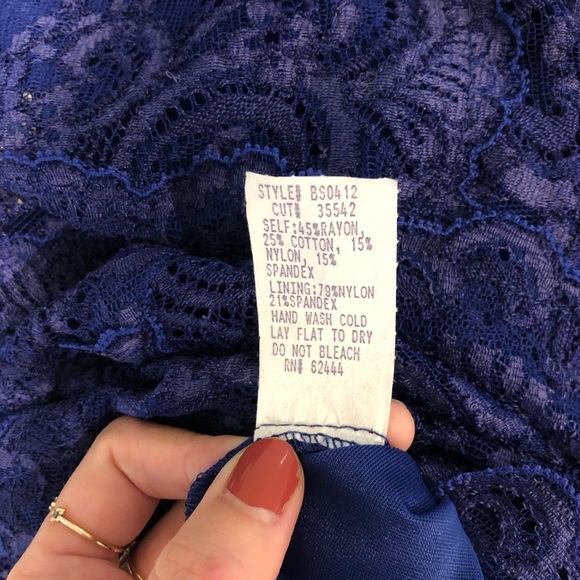 STYLE# BS0412
CUT# 35542
SELF:45%RAYON,
25% COTTON, 15%
NYLON, 15%
SPANDEX
LINING:79%NYLON
21%SPANDEX
HAND WASH COLD
LAY FLAT TO DRY
DO NOT BLEACH
RN# 62444